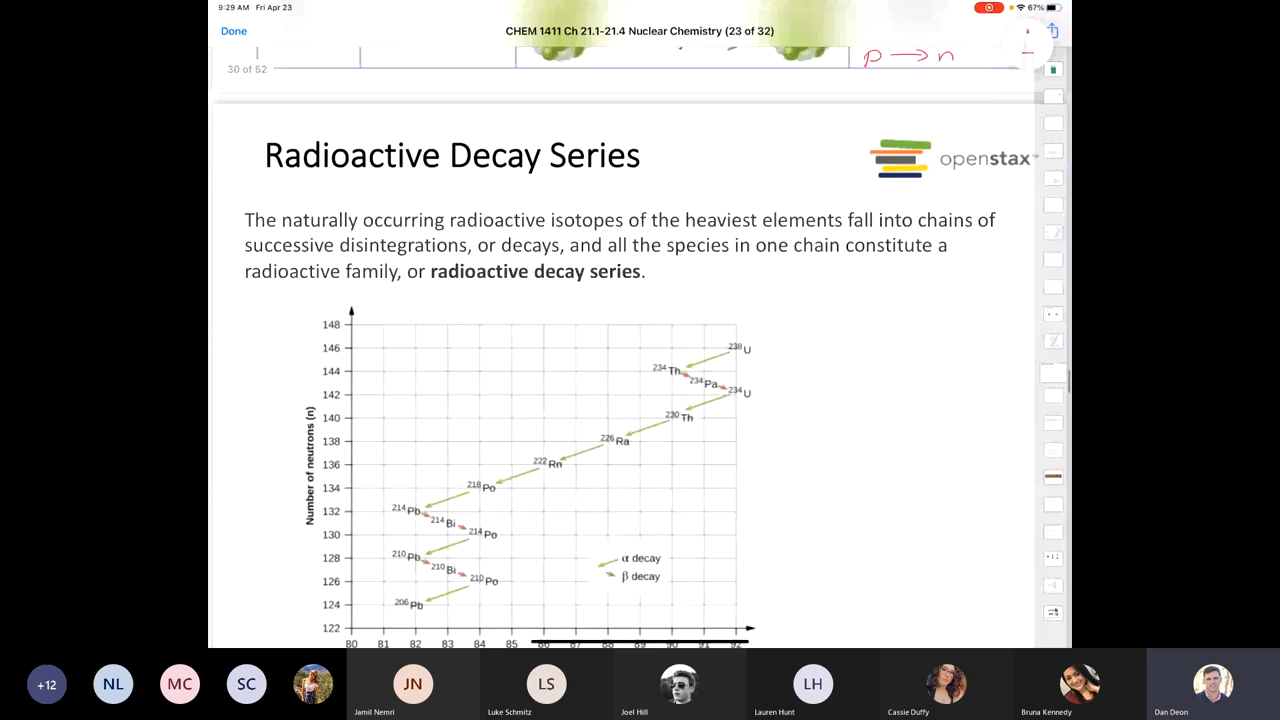 9:29 AM Fri Apr 23
67%
Done
CHEM 1411 Ch 21.1-21.4 Nuclear Chemistry (23 of 32)
30 of 52
p → n
Radioactive Decay Series
openstax™
The naturally occurring radioactive isotopes of the heaviest elements fall into chains of
successive disintegrations, or decays, and all the species in one chain constitute a
radioactive family, or radioactive decay series.
Number of neutrons (n)
148
146
144
142
140
138
136
134
132
130
128
126
124
122
238U
234Th
234Pa
234U
230Th
226Ra
222Rn
218Po
214Pb
214Bi
214Po
210Pb
210Bi
210Po
206Pb
α decay
β decay
80 81 82 83 84 85 86 87 88 89 90 91 92
+12
NL
MC
SC
JN
LS
LH
Jamil Nemri
Luke Schmitz
Joel Hill
Lauren Hunt
Cassie Duffy
Bruna Kennedy
Dan Deon